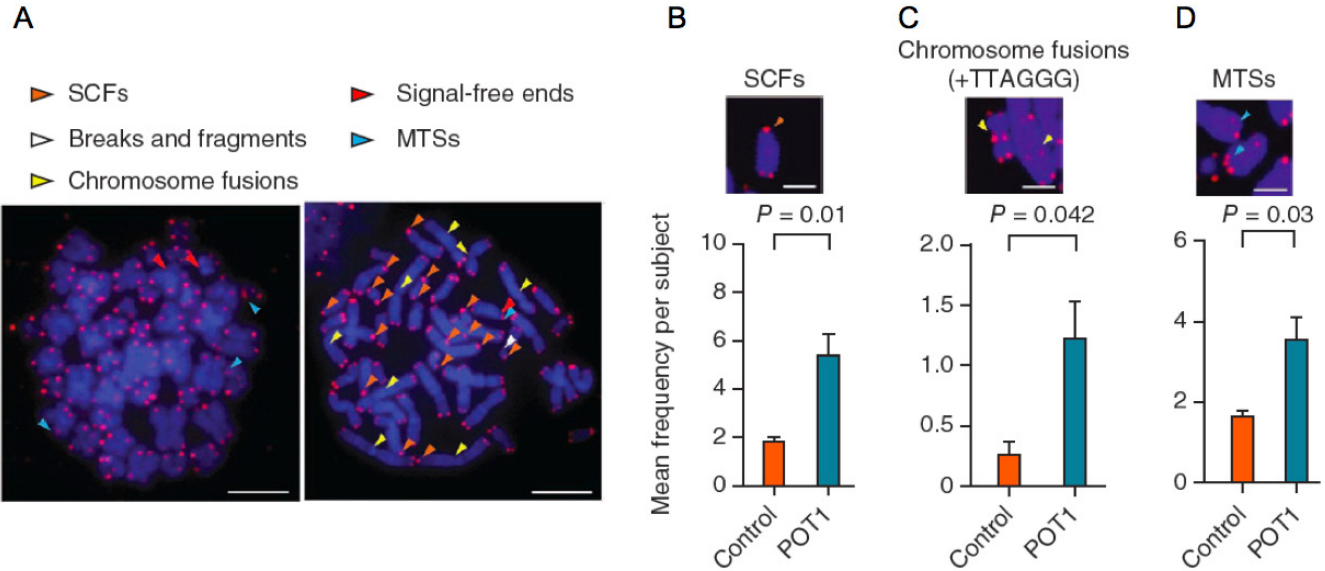 A
SCFs
Signal-free ends
Breaks and fragments
MTSs
Chromosome fusions
B
SCFs
P = 0.01
Mean frequency per subject
10
8
6
4
2
0
Control
POT1
C
Chromosome fusions
(+TTAGGG)
P = 0.042
2.0
1.5
1.0
0.5
0
Control
POT1
D
MTSs
P = 0.03
6
4
2
0
Control
POT1